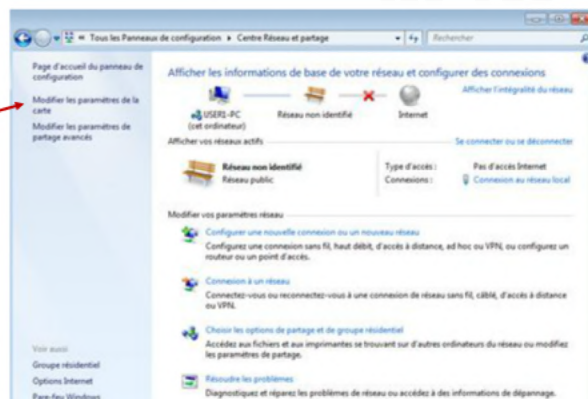 Tous les Panneaux de configuration ▸ Centre Réseau et partage
Rechercher
Page d'accueil du panneau de
configuration
Modifier les paramètres de la
carte
Modifier les paramètres de
partage avancés
Voir aussi
Groupe résidentiel
Options Internet
Pare-feu Windows
Afficher les informations de base de votre réseau et configurer des connexions
Afficher l'intégralité du réseau
USER1-PC
(cet ordinateur)
Réseau non identifié
Internet
Afficher vos réseaux actifs
Se connecter ou se déconnecter
Réseau non identifié
Réseau public
Type d'accès : Pas d'accès Internet
Connexions : Connexion au réseau local
Modifier vos paramètres réseau
Configurer une nouvelle connexion ou un nouveau réseau
Configurez une connexion sans fil, haut débit, d'accès à distance, ad hoc ou VPN, ou configurez un
routeur ou un point d'accès.
Connexion à un réseau
Connectez-vous ou reconnectez-vous à une connexion de réseau sans fil, câblé, d'accès à distance
ou VPN.
Choisir les options de partage et de groupe résidentiel
Accédez aux fichiers et aux imprimantes se trouvant sur d'autres ordinateurs du réseau ou modifiez
les paramètres de partage.
Résoudre les problèmes
Diagnostiquez et réparez les problèmes de réseau ou accédez à des informations de dépannage.